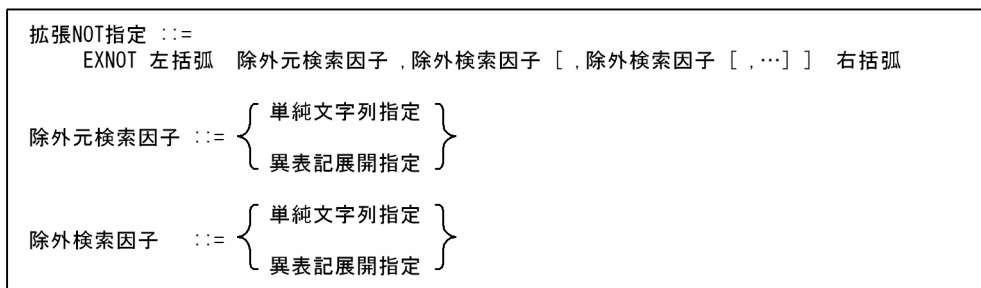 拡張NOT指定 ::=
EXNOT 左括弧 除外元検索因子 ,除外検索因子 [ ,除外検索因子 [ ,…] ] 右括弧
単純文字列指定
除外元検索因子 ::=
異表記展開指定
単純文字列指定
除外検索因子 ::=
異表記展開指定